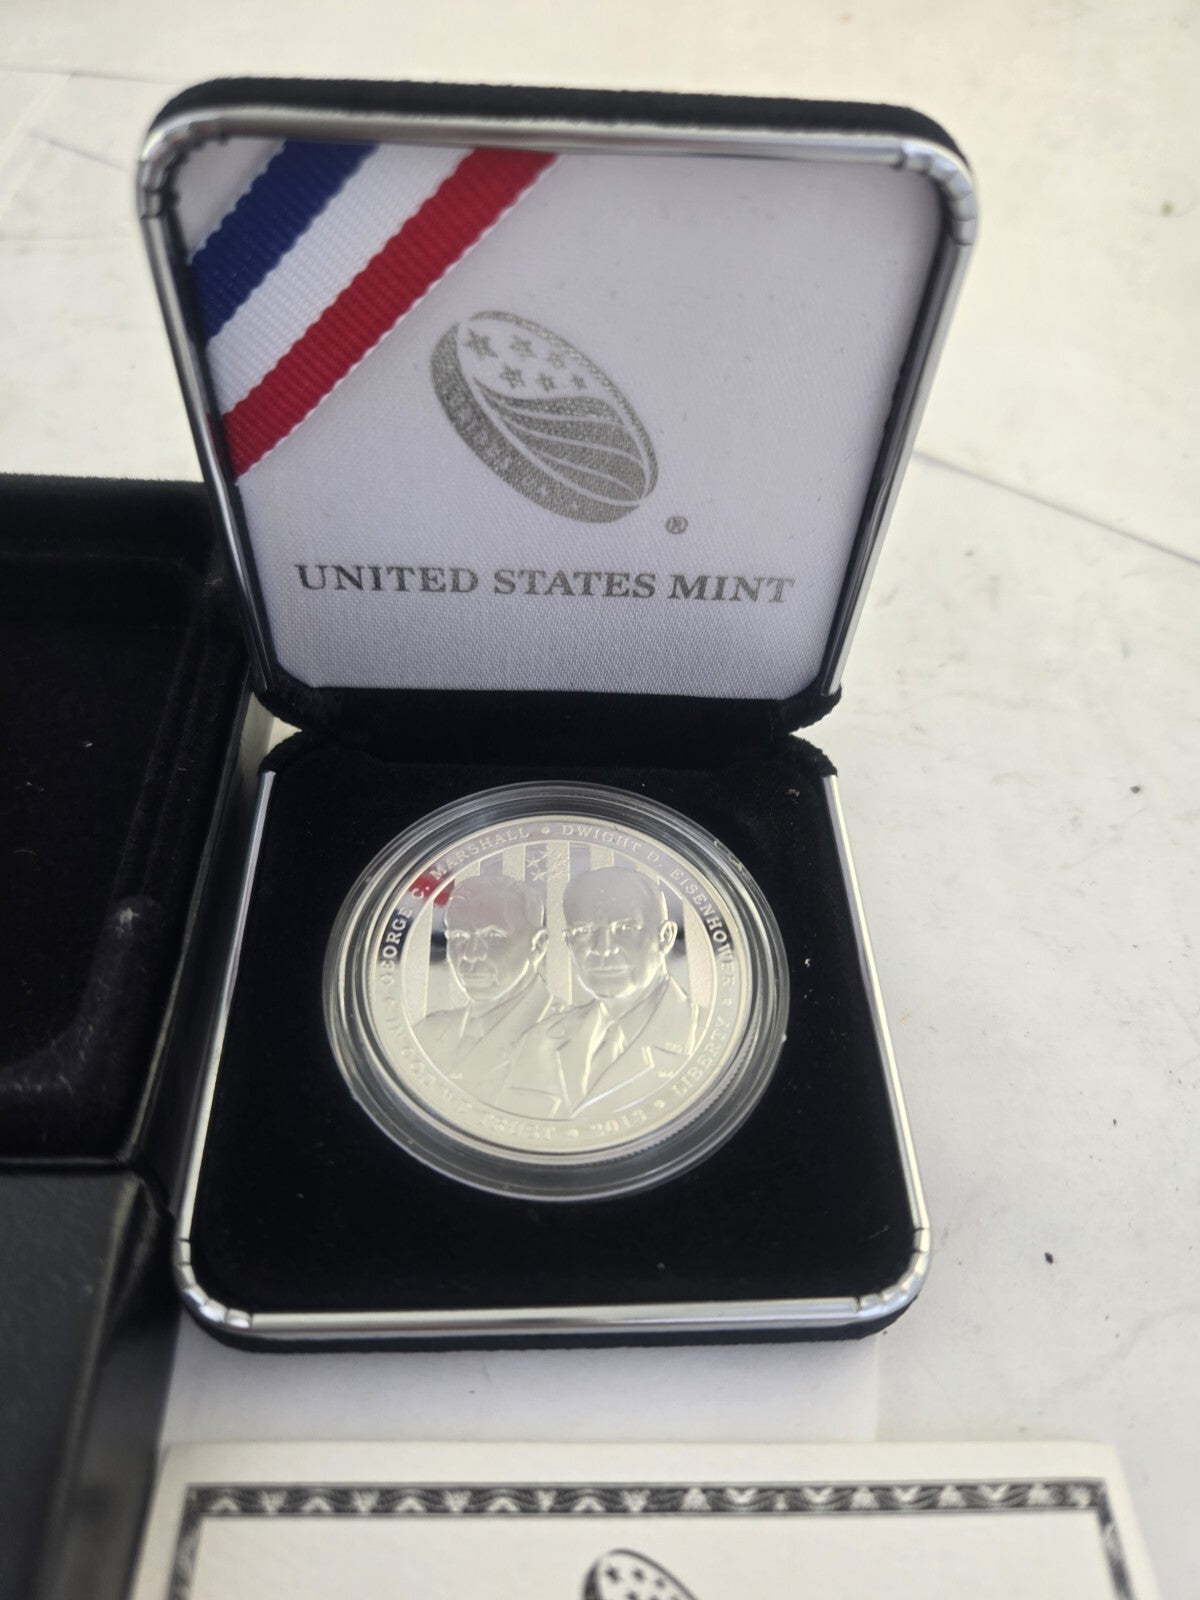 UNITED STATES MINT
®
GEORGE C. MARSHALL • DWIGHT D. EISENHOWER • LIBERTY • 2013 • IN GOD WE TRUST •